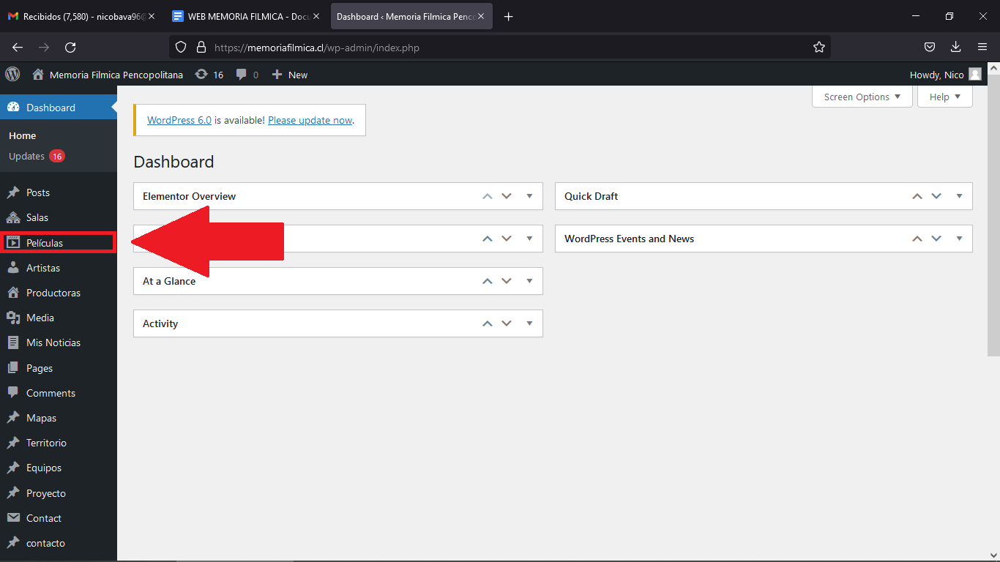 Recibidos (7,580) - nicobava96@
WEB MEMORIA FILMICA - Docu
Dashboard ‹ Memoria Filmica Penco
https://memoriafilmica.cl/wp-admin/index.php
Memoria Filmica Pencopolitana
16
0
New
Howdy, Nico
Dashboard
Home
Updates 16
Posts
Salas
Películas
Artistas
Productoras
Media
Mis Noticias
Pages
Comments
Mapas
Territorio
Equipos
Proyecto
Contact
contacto
Screen Options
Help
WordPress 6.0 is available! Please update now.
Dashboard
Elementor Overview
At a Glance
Activity
Quick Draft
WordPress Events and News